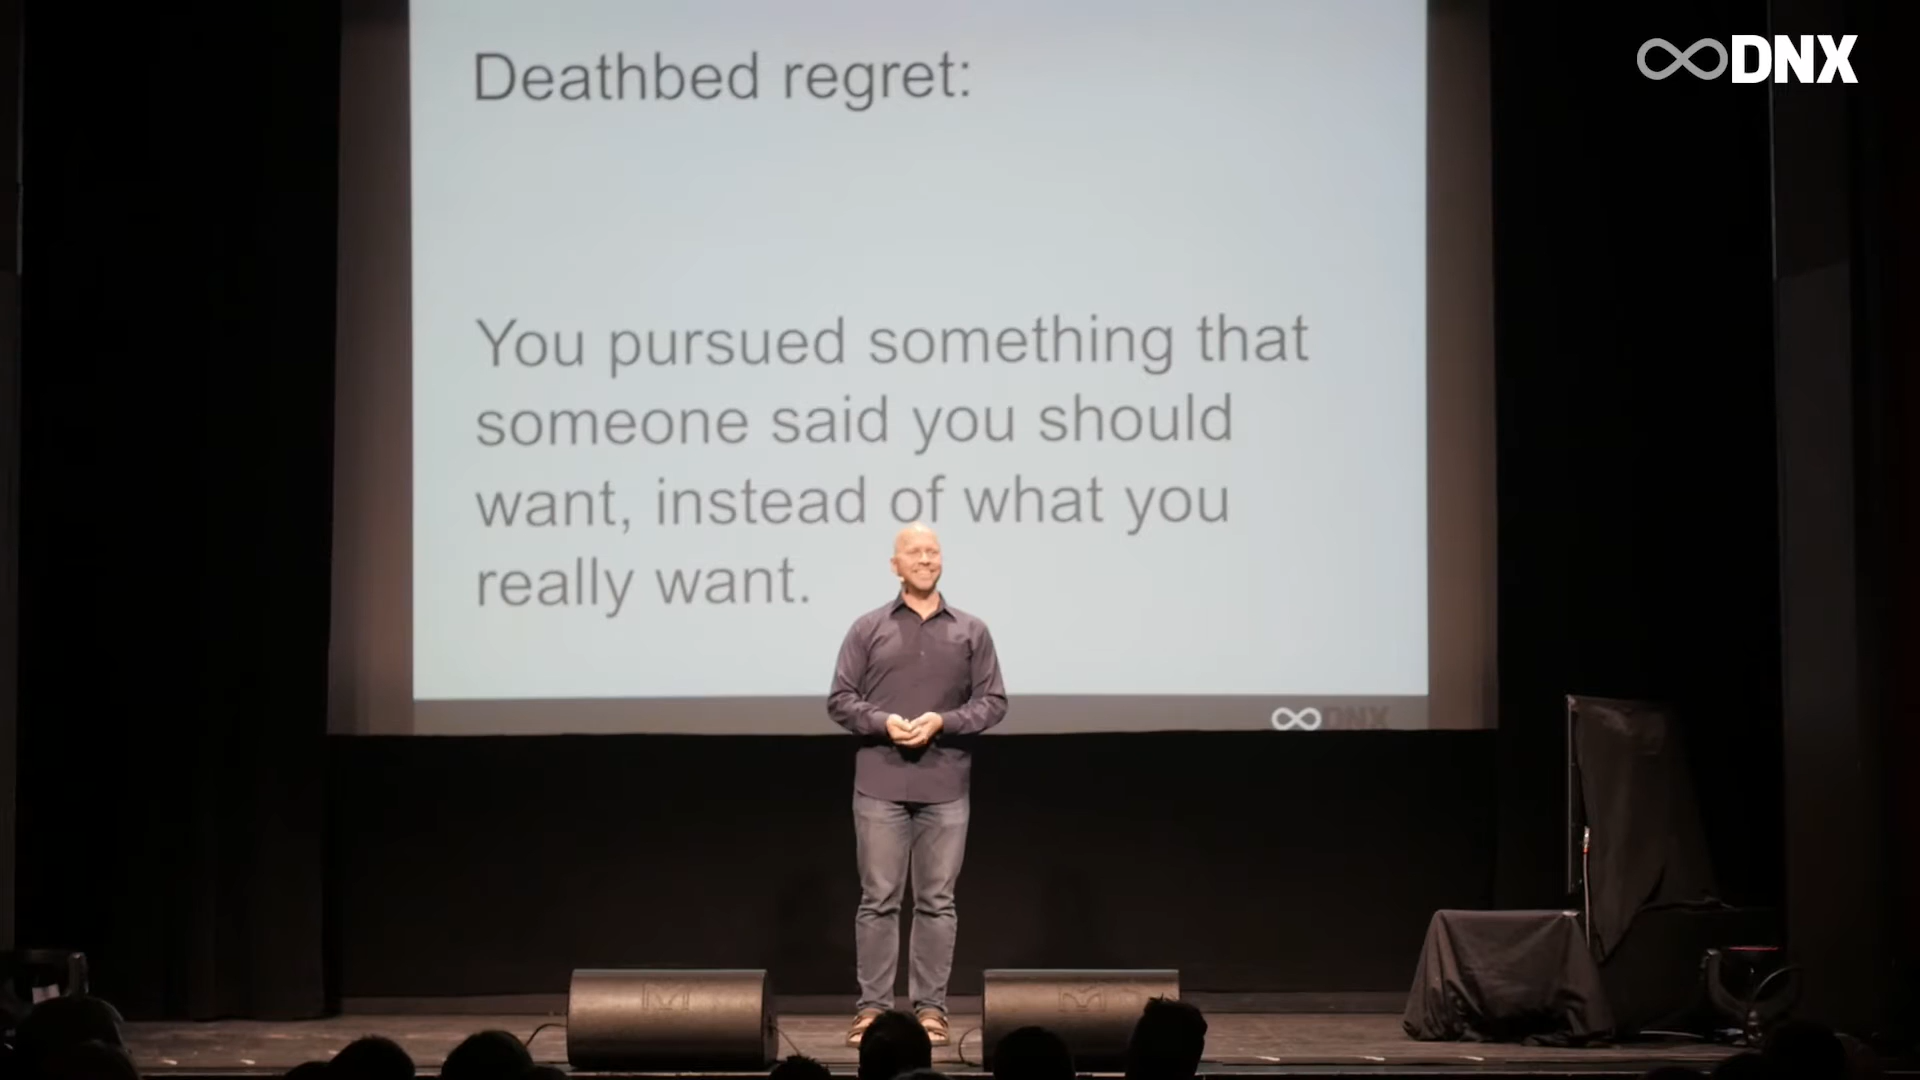 DNX
Deathbed regret:
You pursued something that
someone said you should
want, instead of what you
really want.
DNX